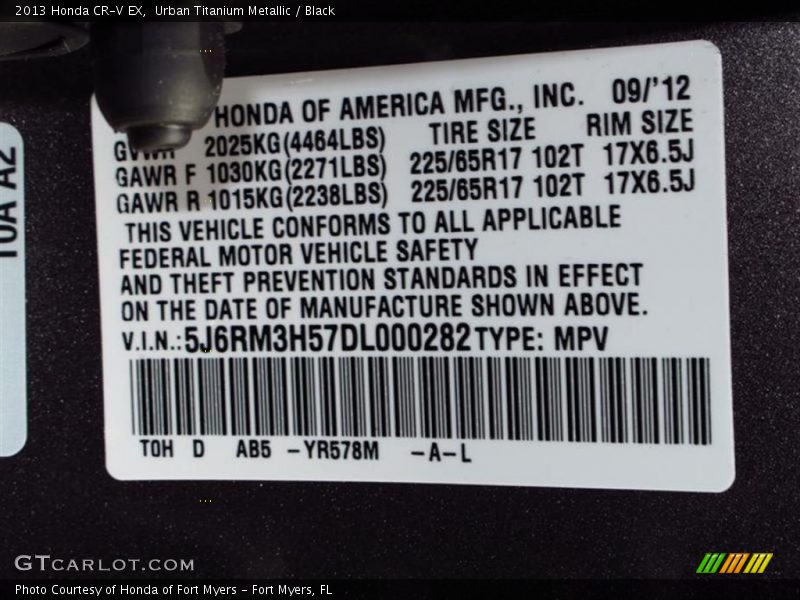 2013 Honda CR-V EX,  Urban Titanium Metallic / Black
HONDA OF AMERICA MFG., INC. 09/'12
GVWR 2025KG(4464LBS) TIRE SIZE RIM SIZE
GAWR F 1030KG(2271LBS) 225/65R17 102T 17X6.5J
GAWR R 1015KG(2238LBS) 225/65R17 102T 17X6.5J
THIS VEHICLE CONFORMS TO ALL APPLICABLE
FEDERAL MOTOR VEHICLE SAFETY
AND THEFT PREVENTION STANDARDS IN EFFECT
ON THE DATE OF MANUFACTURE SHOWN ABOVE.
V.I.N.:5J6RM3H57DL000282 TYPE: MPV
TOH D AB5 -YR578M -A-L
GTCARLOT.COM
Photo Courtesy of Honda of Fort Myers - Fort Myers, FL